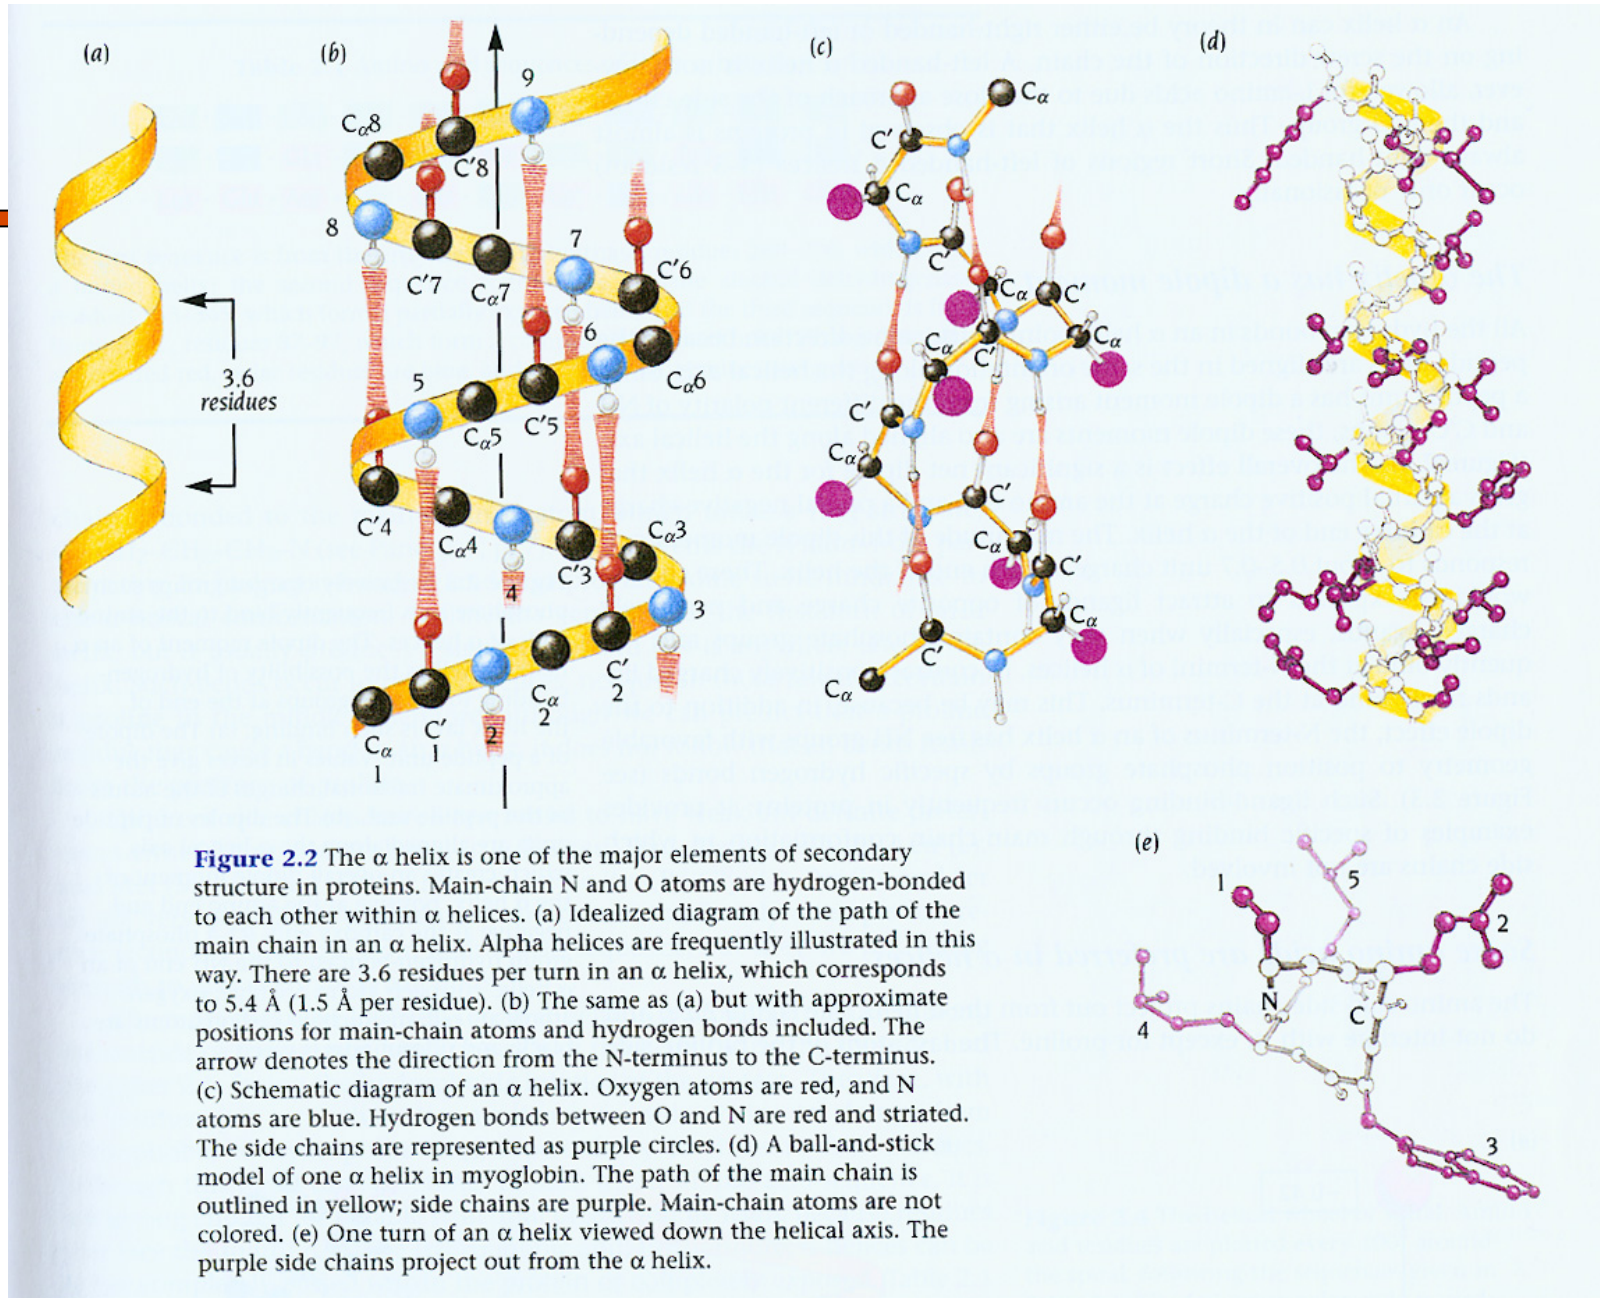 (a)
(b)
(c)
(d)
3.6
residues
9
Cα8
C′8
8
C′7
Cα7
7
C′6
6
Cα6
5
Cα5
C′5
C′4
Cα4
4
C′3
Cα3
3
Cα
1
C′
1
2
Cα
2
C′
2
Cα
C′
Cα
C′
Cα
C′
Cα
C′
Cα
C′
Cα
C′
Cα
C′
Cα
C′
Cα
Figure 2.2 The α helix is one of the major elements of secondary
structure in proteins. Main-chain N and O atoms are hydrogen-bonded
to each other within α helices. (a) Idealized diagram of the path of the
main chain in an α helix. Alpha helices are frequently illustrated in this
way. There are 3.6 residues per turn in an α helix, which corresponds
to 5.4 Å (1.5 Å per residue). (b) The same as (a) but with approximate
positions for main-chain atoms and hydrogen bonds included. The
arrow denotes the direction from the N-terminus to the C-terminus.
(c) Schematic diagram of an α helix. Oxygen atoms are red, and N
atoms are blue. Hydrogen bonds between O and N are red and striated.
The side chains are represented as purple circles. (d) A ball-and-stick
model of one α helix in myoglobin. The path of the main chain is
outlined in yellow; side chains are purple. Main-chain atoms are not
colored. (e) One turn of an α helix viewed down the helical axis. The
purple side chains project out from the α helix.
(e)
1
5
2
N
C
4
3